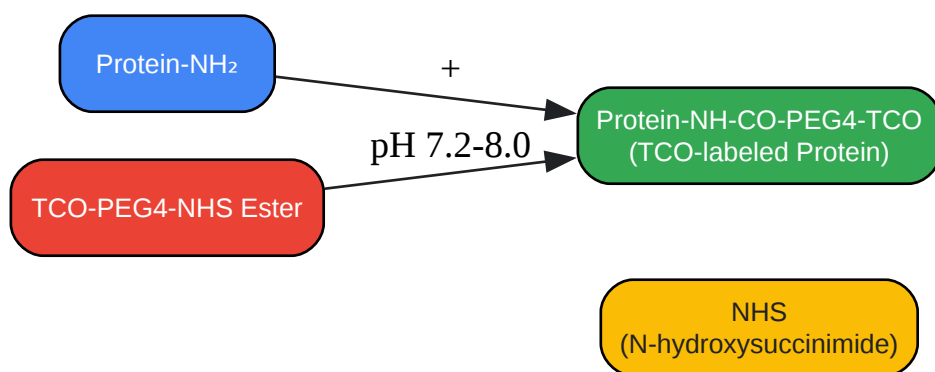 Protein-NH₂
+
TCO-PEG4-NHS Ester
pH 7.2-8.0
Protein-NH-CO-PEG4-TCO
(TCO-labeled Protein)
NHS
(N-hydroxysuccinimide)